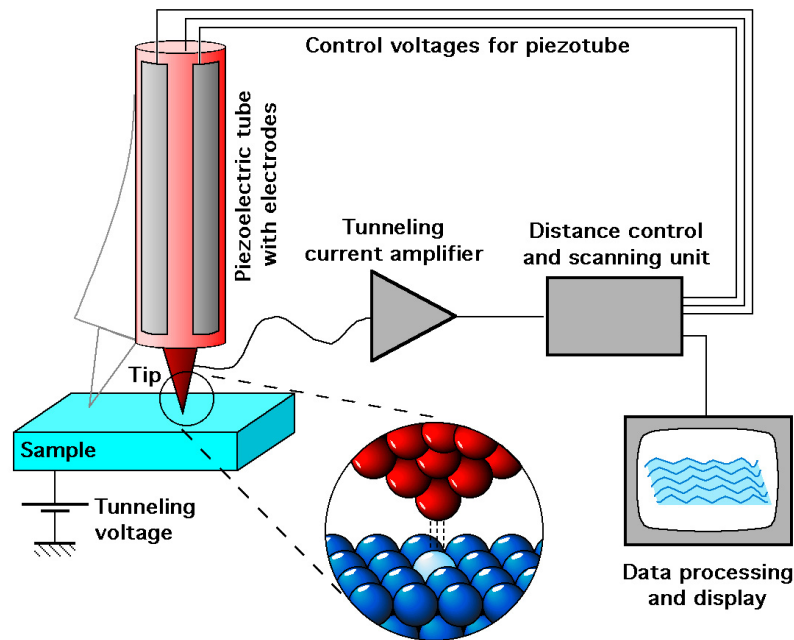 Control voltages for piezotube
Piezoelectric tube
with electrodes
Tunneling
current amplifier
Distance control
and scanning unit
Tip
Sample
Tunneling
voltage
Data processing
and display